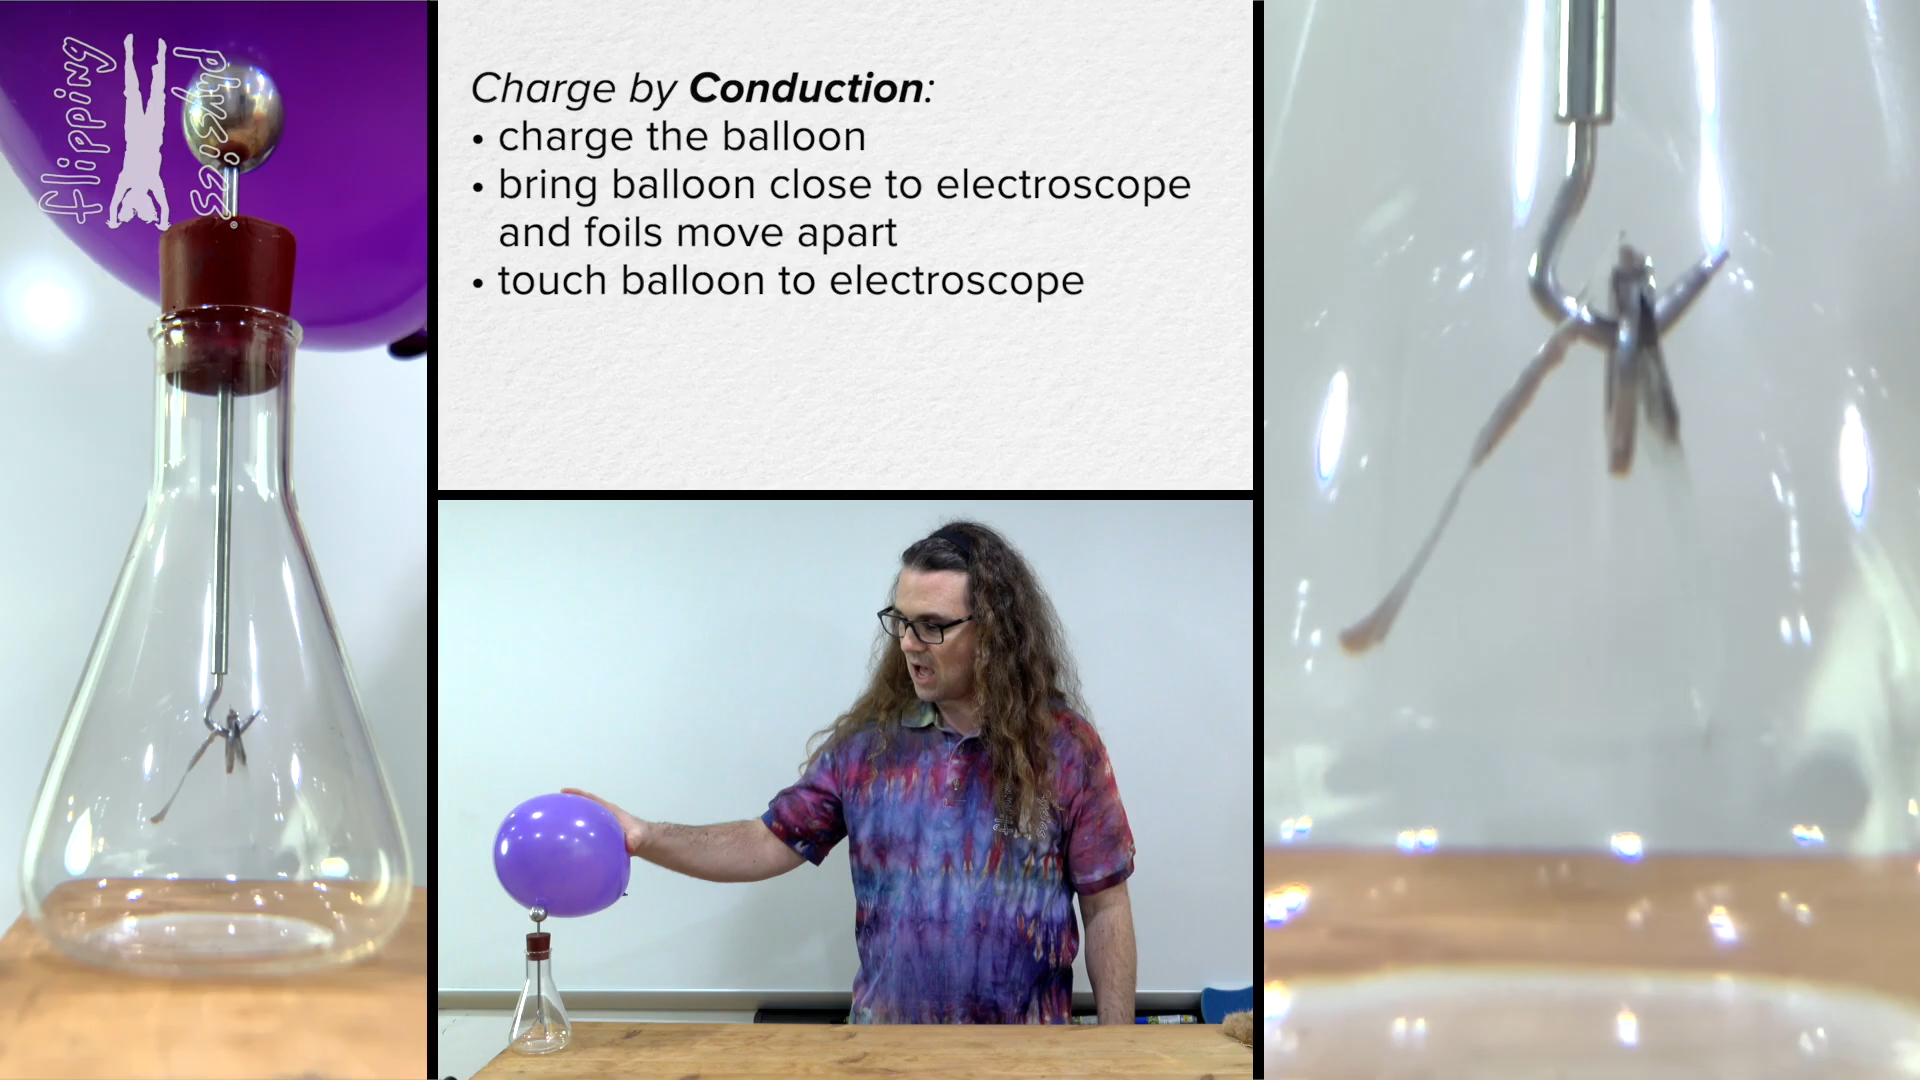 flipping
physics
Charge by Conduction:
• charge the balloon
• bring balloon close to electroscope
and foils move apart
• touch balloon to electroscope